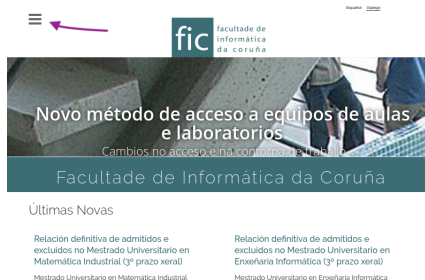 Español Galego
fic
facultade de
informática
da coruña
Novo método de acceso a equipos de aulas
e laboratorios
Cambios no acceso e na contorna de traballo
Facultade de Informática da Coruña
Últimas Novas
Relación definitiva de admitidos e
excluidos no Mestrado Universitario en
Matemática Industrial (3º prazo xeral)
Mestrado Universitario en Matemática Industrial
Relación definitiva de admitidos e
excluidos no Mestrado Universitario en
Enxeñaría Informática (3º prazo xeral)
Mestrado Universitario en Enxeñaría Informática